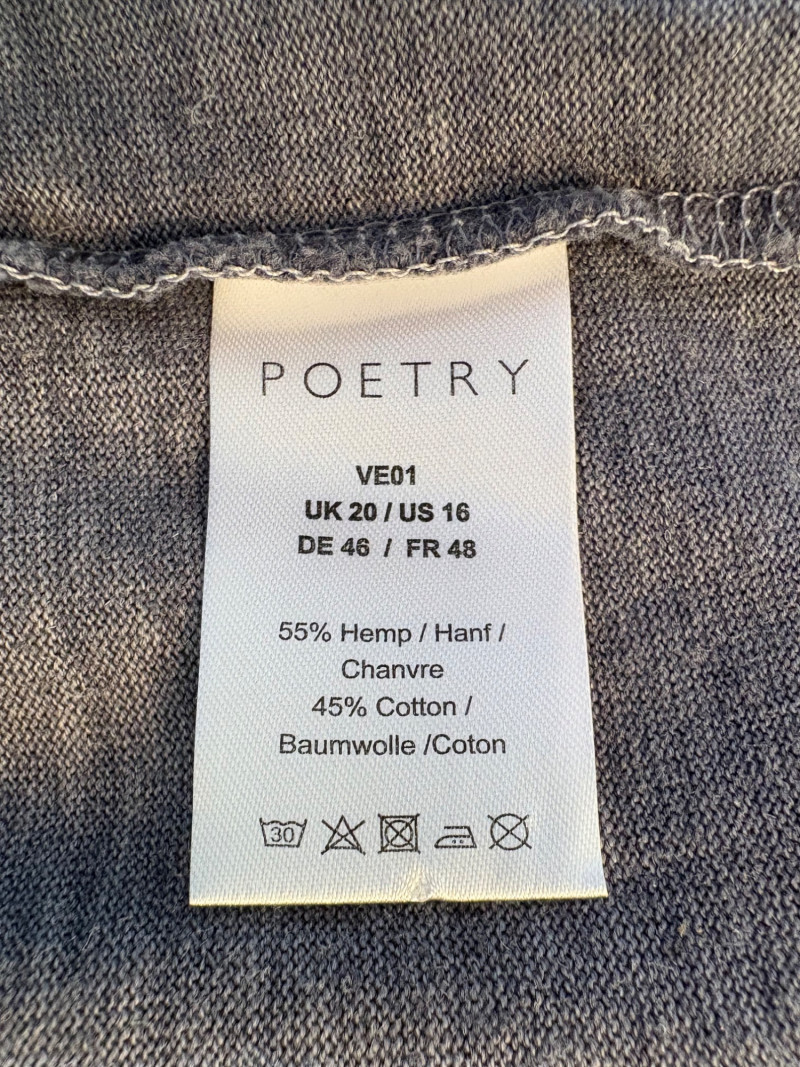 POETRY
VE01
UK 20 / US 16
DE 46 / FR 48
55% Hemp / Hanf /
Chanvre
45% Cotton /
Baumwolle /Coton
30